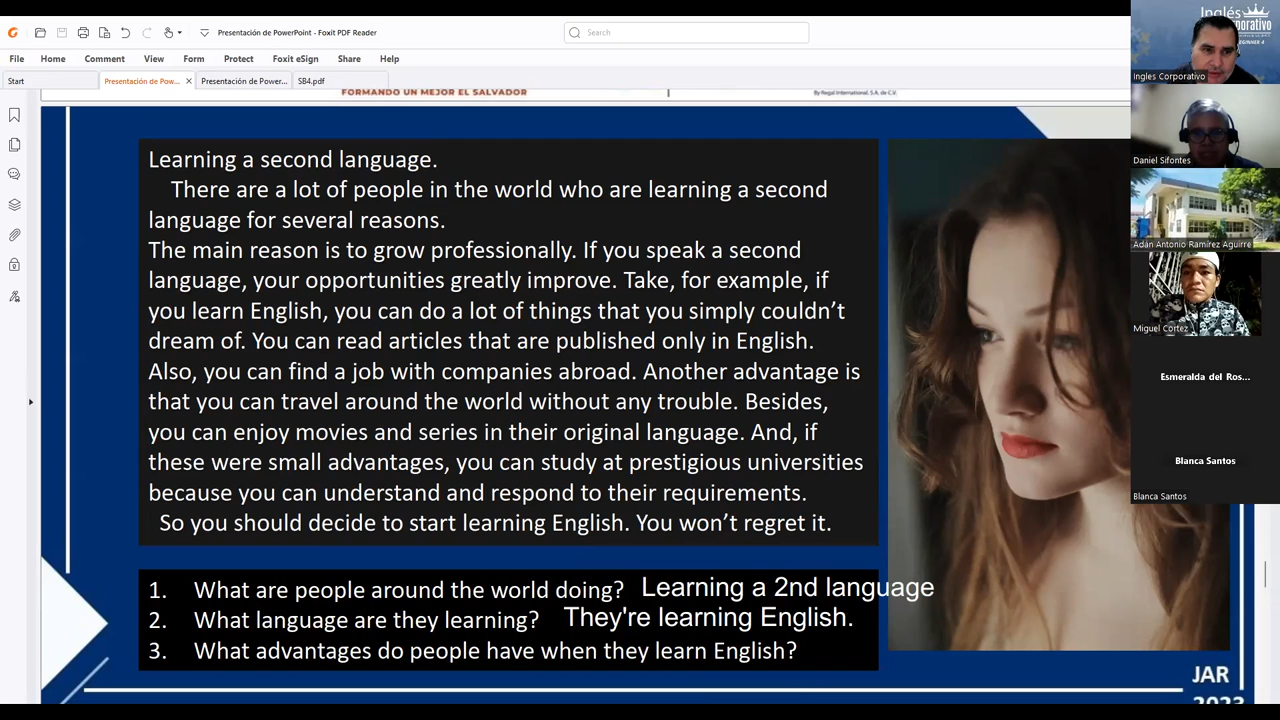 Presentación de PowerPoint - Foxit PDF Reader
Search
File Home Comment View Form Protect Foxit eSign Share Help
Start
Presentación de Pow...
Presentación de Power...
SB4.pdf
FORMANDO UN MEJOR EL SALVADOR
By Regal International, S.A. de C.V.
Learning a second language.
There are a lot of people in the world who are learning a second
language for several reasons.
The main reason is to grow professionally. If you speak a second
language, your opportunities greatly improve. Take, for example, if
you learn English, you can do a lot of things that you simply couldn’t
dream of. You can read articles that are published only in English.
Also, you can find a job with companies abroad. Another advantage is
that you can travel around the world without any trouble. Besides,
you can enjoy movies and series in their original language. And, if
these were small advantages, you can study at prestigious universities
because you can understand and respond to their requirements.
So you should decide to start learning English. You won’t regret it.
1. What are people around the world doing? Learning a 2nd language
2. What language are they learning? They're learning English.
3. What advantages do people have when they learn English?
JAR
2023
Inglés
Ingles Corporativo
Daniel Sifontes
Adan Antonio Ramírez Aguirre
Miguel Cortez
Esmeralda del Ros...
Blanca Santos
Blanca Santos